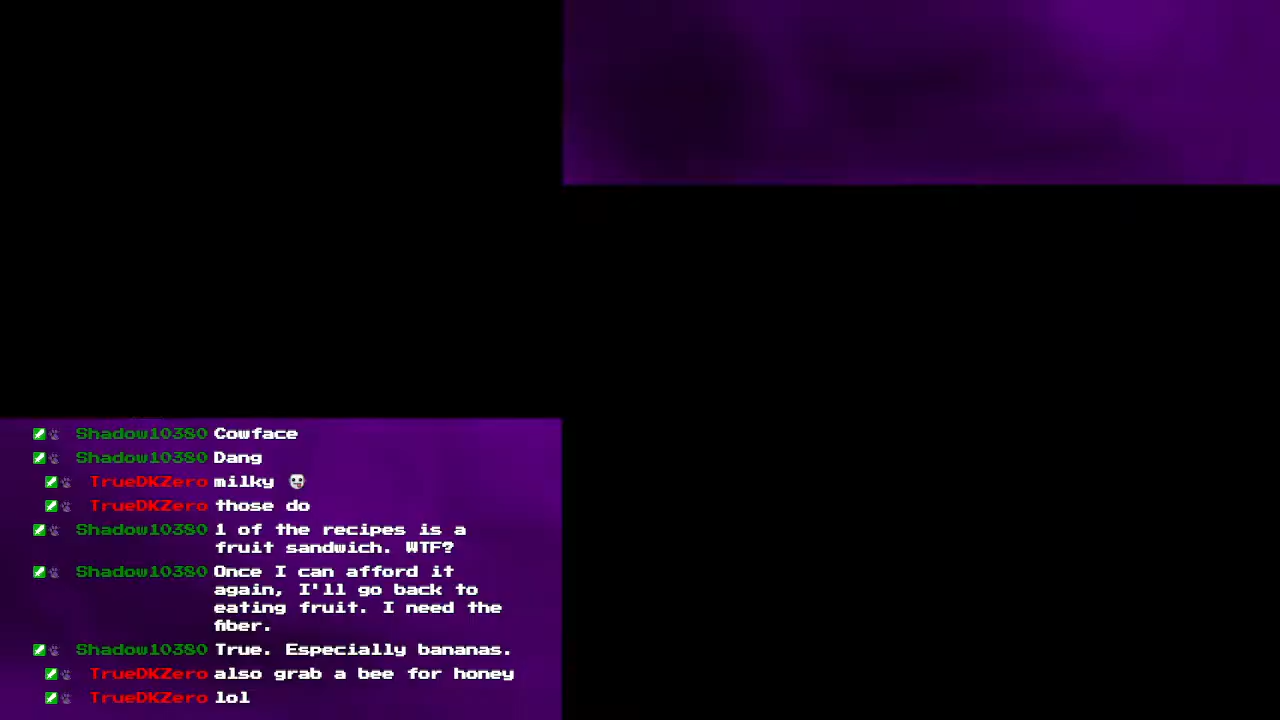 Shadow10380 Cowface
Shadow10380 Dang
TrueDKZero milky
TrueDKZero those do
Shadow10380 1 of the recipes is a
fruit sandwich. WTF?
Shadow10380 Once I can afford it
again, I'll go back to
eating fruit. I need the
fiber.
Shadow10380 True. Especially bananas.
TrueDKZero also grab a bee for honey
TrueDKZero lol